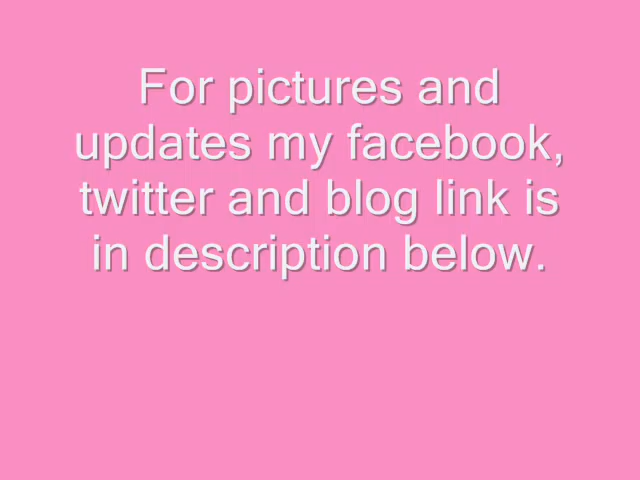 For pictures and
updates my facebook,
twitter and blog link is
in description below.